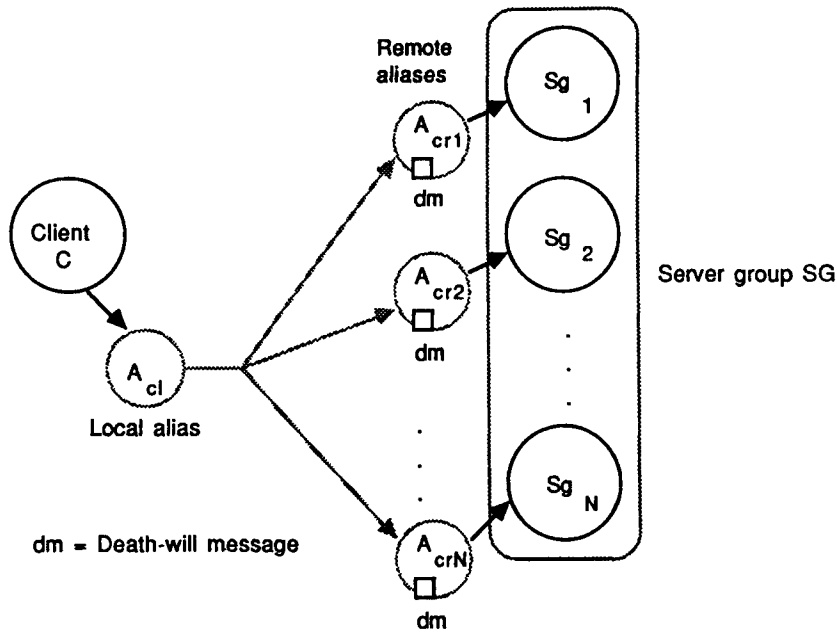 Remote
aliases
Sg 1
A cr1
dm
Client
C
Sg 2
A cr2
dm
Server group SG
A cl
Local alias
Sg N
dm = Death-will message
A crN
dm